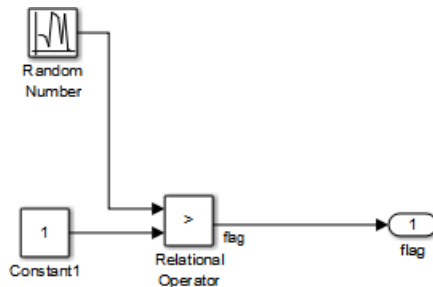 Random
Number
1
Constant1
>
Relational
Operator
flag
1
flag